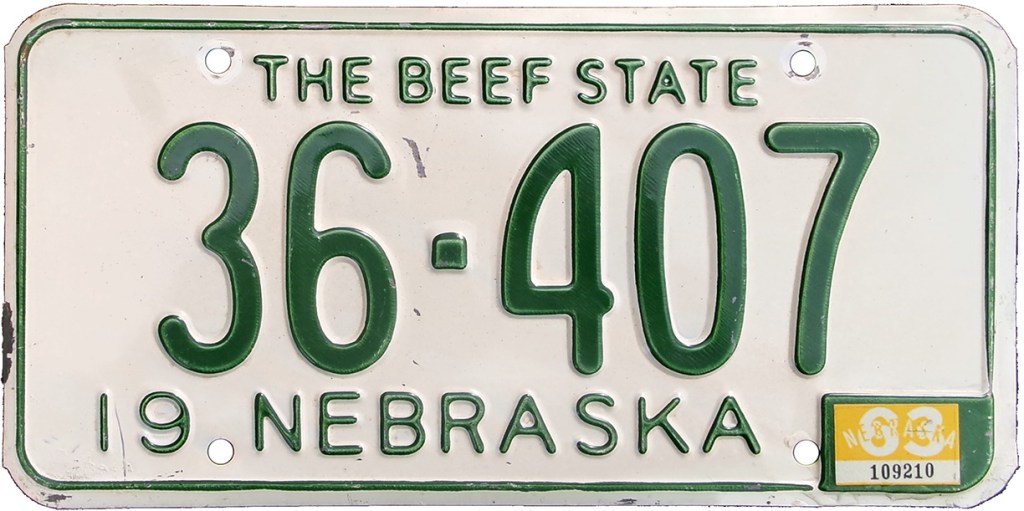 THE BEEF STATE
36-407
19 NEBRASKA
63
NEBRASKA
109210